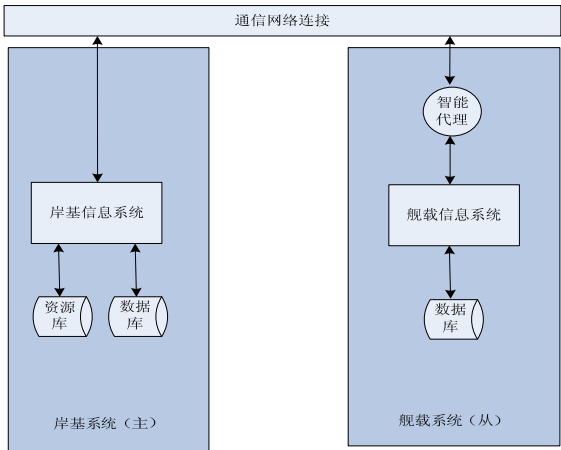 通信网络连接
智能
代理
岸基信息系统
舰载信息系统
资源
库
数据
库
数据
库
岸基系统（主）
舰载系统（从）